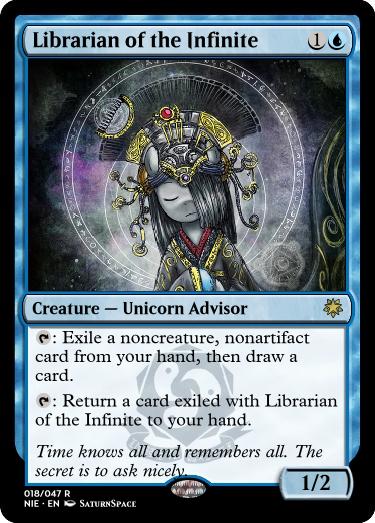 Librarian of the Infinite 1
Creature — Unicorn Advisor
: Exile a noncreature, nonartifact
card from your hand, then draw a
card.
: Return a card exiled with Librarian
of the Infinite to your hand.
Time knows all and remembers all. The
secret is to ask nicely.
1/2
018/047 R
NIE · EN SATURNSPACE